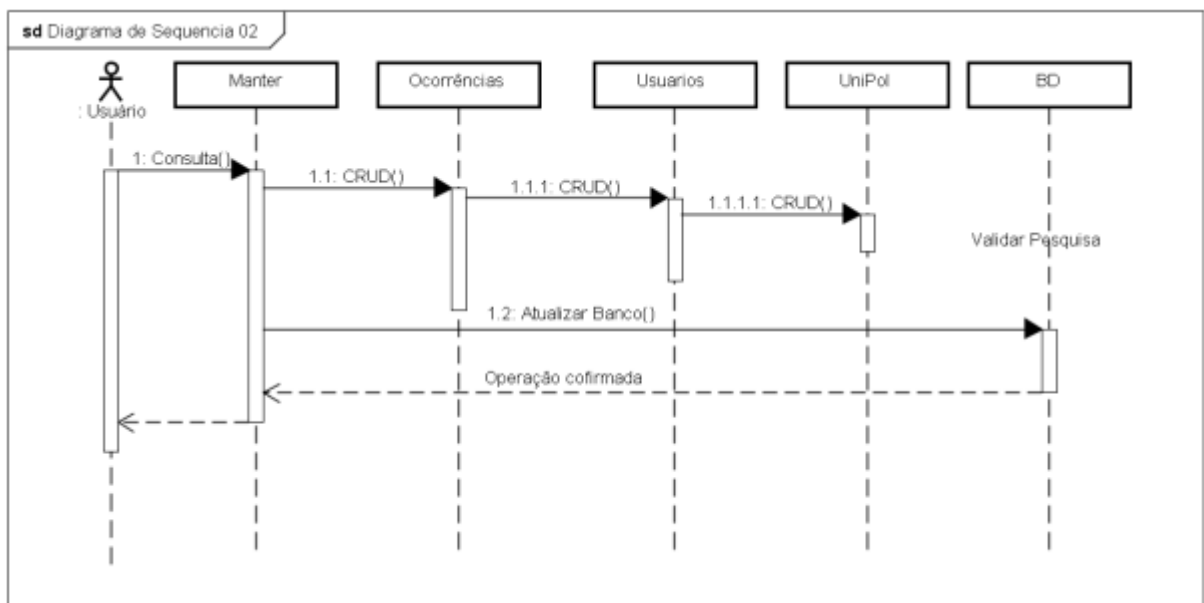 sd Diagrama de Sequencia 02
: Usuário
Manter
Ocorrências
Usuarios
UniPol
BD
1: Consulta()
1.1: CRUD()
1.1.1: CRUD()
1.1.1.1: CRUD()
Validar Pesquisa
1.2: Atualizar Banco()
Operação cofirmada